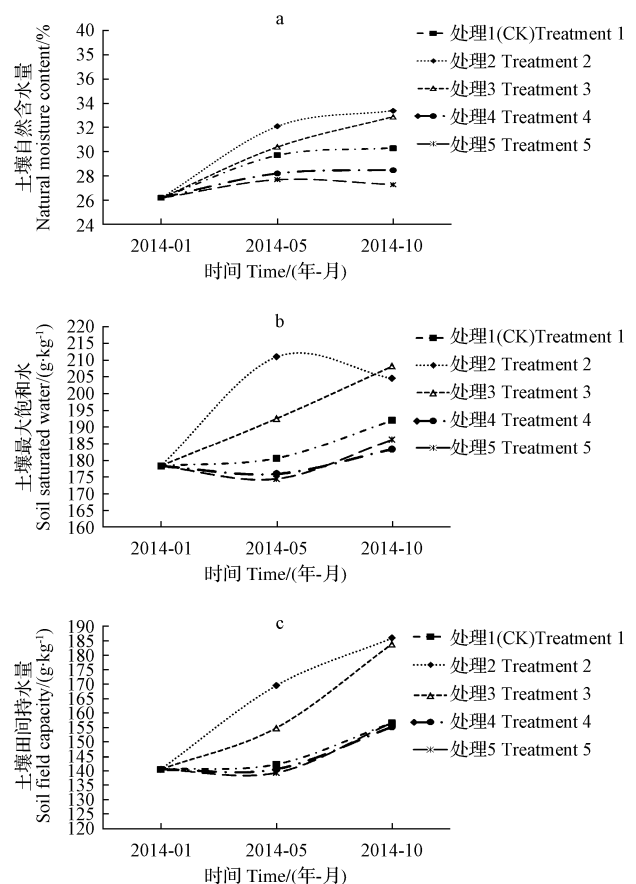 a
40
38
36
34
32
30
28
26
24
土壤自然含水量
Natural moisture content/%
2014-01 2014-05 2014-10
时间 Time/(年-月)
处理1(CK)Treatment 1
处理2 Treatment 2
处理3 Treatment 3
处理4 Treatment 4
处理5 Treatment 5
b
220
215
210
205
200
195
190
185
180
175
170
165
160
土壤最大饱和水
Soil saturated water/(g·kg⁻¹)
2014-01 2014-05 2014-10
时间 Time/(年-月)
处理1(CK)Treatment 1
处理2 Treatment 2
处理3 Treatment 3
处理4 Treatment 4
处理5 Treatment 5
c
190
185
180
175
170
165
160
155
150
145
140
135
130
125
120
土壤田间持水量
Soil field capacity/(g·kg⁻¹)
2014-01 2014-05 2014-10
时间 Time/(年-月)
处理1(CK)Treatment 1
处理2 Treatment 2
处理3 Treatment 3
处理4 Treatment 4
处理5 Treatment 5